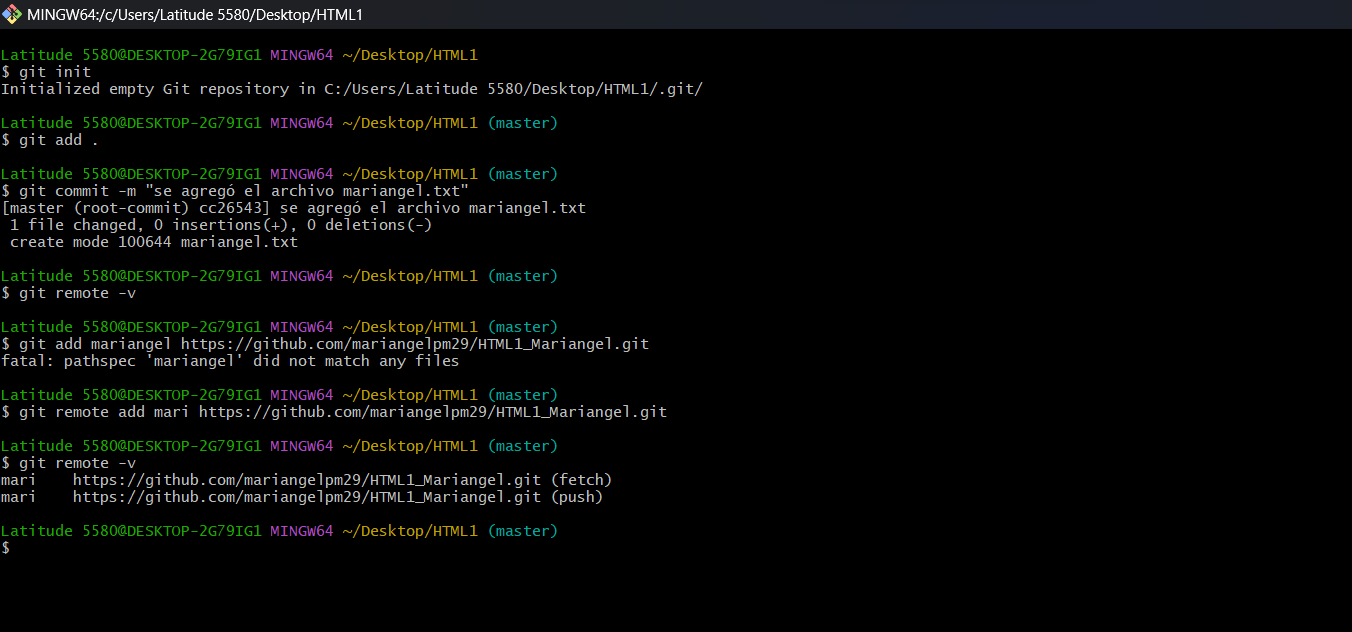 MINGW64:/c/Users/Latitude 5580/Desktop/HTML1
Latitude 5580@DESKTOP-2G79IG1 MINGW64 ~/Desktop/HTML1
$ git init
Initialized empty Git repository in C:/Users/Latitude 5580/Desktop/HTML1/.git/
Latitude 5580@DESKTOP-2G79IG1 MINGW64 ~/Desktop/HTML1 (master)
$ git add .
Latitude 5580@DESKTOP-2G79IG1 MINGW64 ~/Desktop/HTML1 (master)
$ git commit -m "se agregó el archivo mariangel.txt"
[master (root-commit) cc26543] se agregó el archivo mariangel.txt
1 file changed, 0 insertions(+), 0 deletions(-)
create mode 100644 mariangel.txt
Latitude 5580@DESKTOP-2G79IG1 MINGW64 ~/Desktop/HTML1 (master)
$ git remote -v
Latitude 5580@DESKTOP-2G79IG1 MINGW64 ~/Desktop/HTML1 (master)
$ git add mariangel https://github.com/mariangelpm29/HTML1_Mariangel.git
fatal: pathspec 'mariangel' did not match any files
Latitude 5580@DESKTOP-2G79IG1 MINGW64 ~/Desktop/HTML1 (master)
$ git remote add mari https://github.com/mariangelpm29/HTML1_Mariangel.git
Latitude 5580@DESKTOP-2G79IG1 MINGW64 ~/Desktop/HTML1 (master)
$ git remote -v
mari    https://github.com/mariangelpm29/HTML1_Mariangel.git (fetch)
mari    https://github.com/mariangelpm29/HTML1_Mariangel.git (push)
Latitude 5580@DESKTOP-2G79IG1 MINGW64 ~/Desktop/HTML1 (master)
$